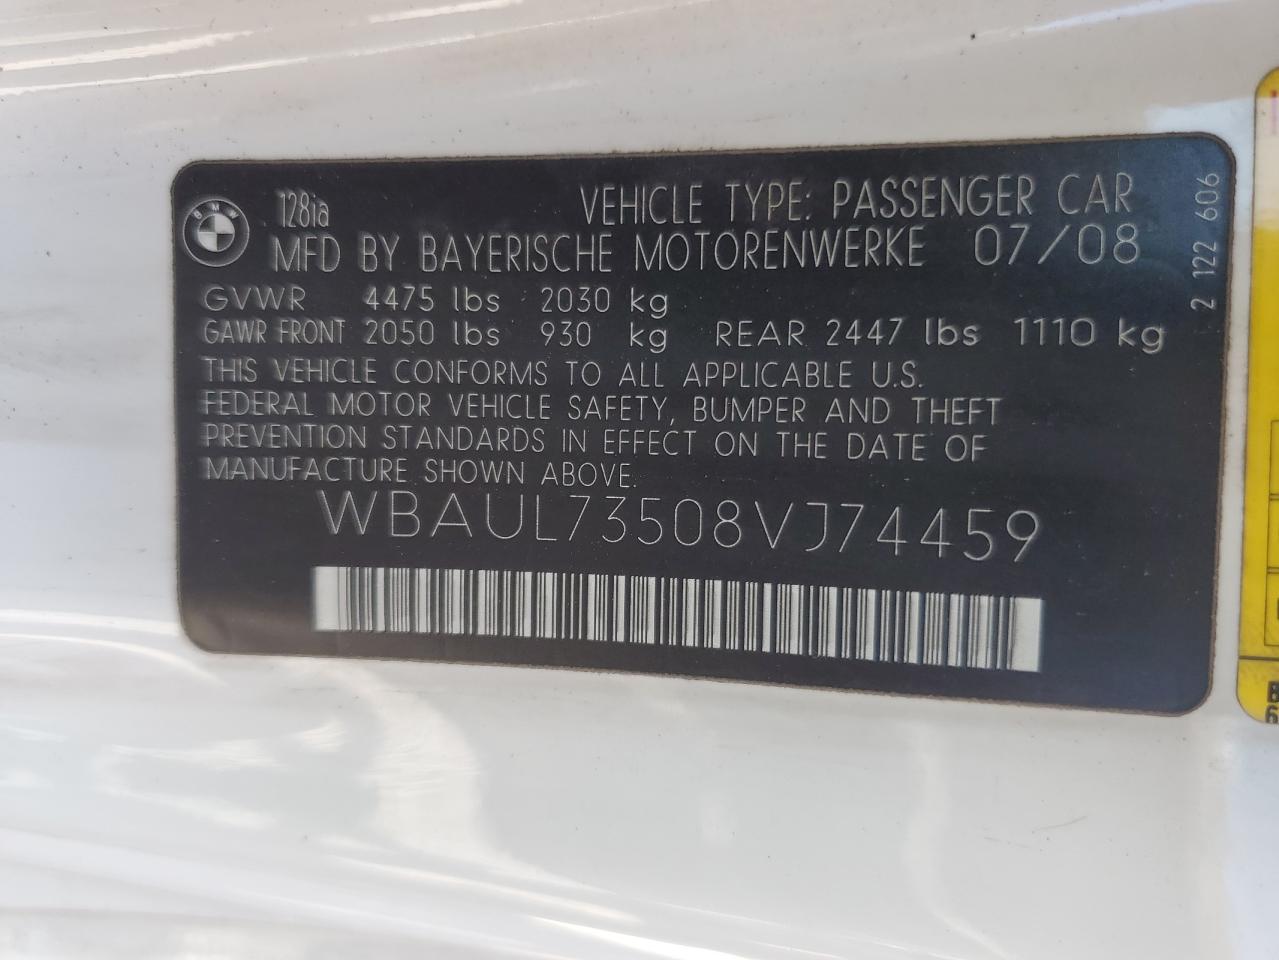 BMW
128ia
VEHICLE TYPE: PASSENGER CAR
MFD BY BAYERISCHE MOTORENWERKE 07/08
GVWR 4475 lbs 2030 kg
GAWR FRONT 2050 lbs 930 kg REAR 2447 lbs 1110 kg
THIS VEHICLE CONFORMS TO ALL APPLICABLE U.S.
FEDERAL MOTOR VEHICLE SAFETY, BUMPER AND THEFT
PREVENTION STANDARDS IN EFFECT ON THE DATE OF
MANUFACTURE SHOWN ABOVE.
WBAUL73508VJ74459
2 122 606